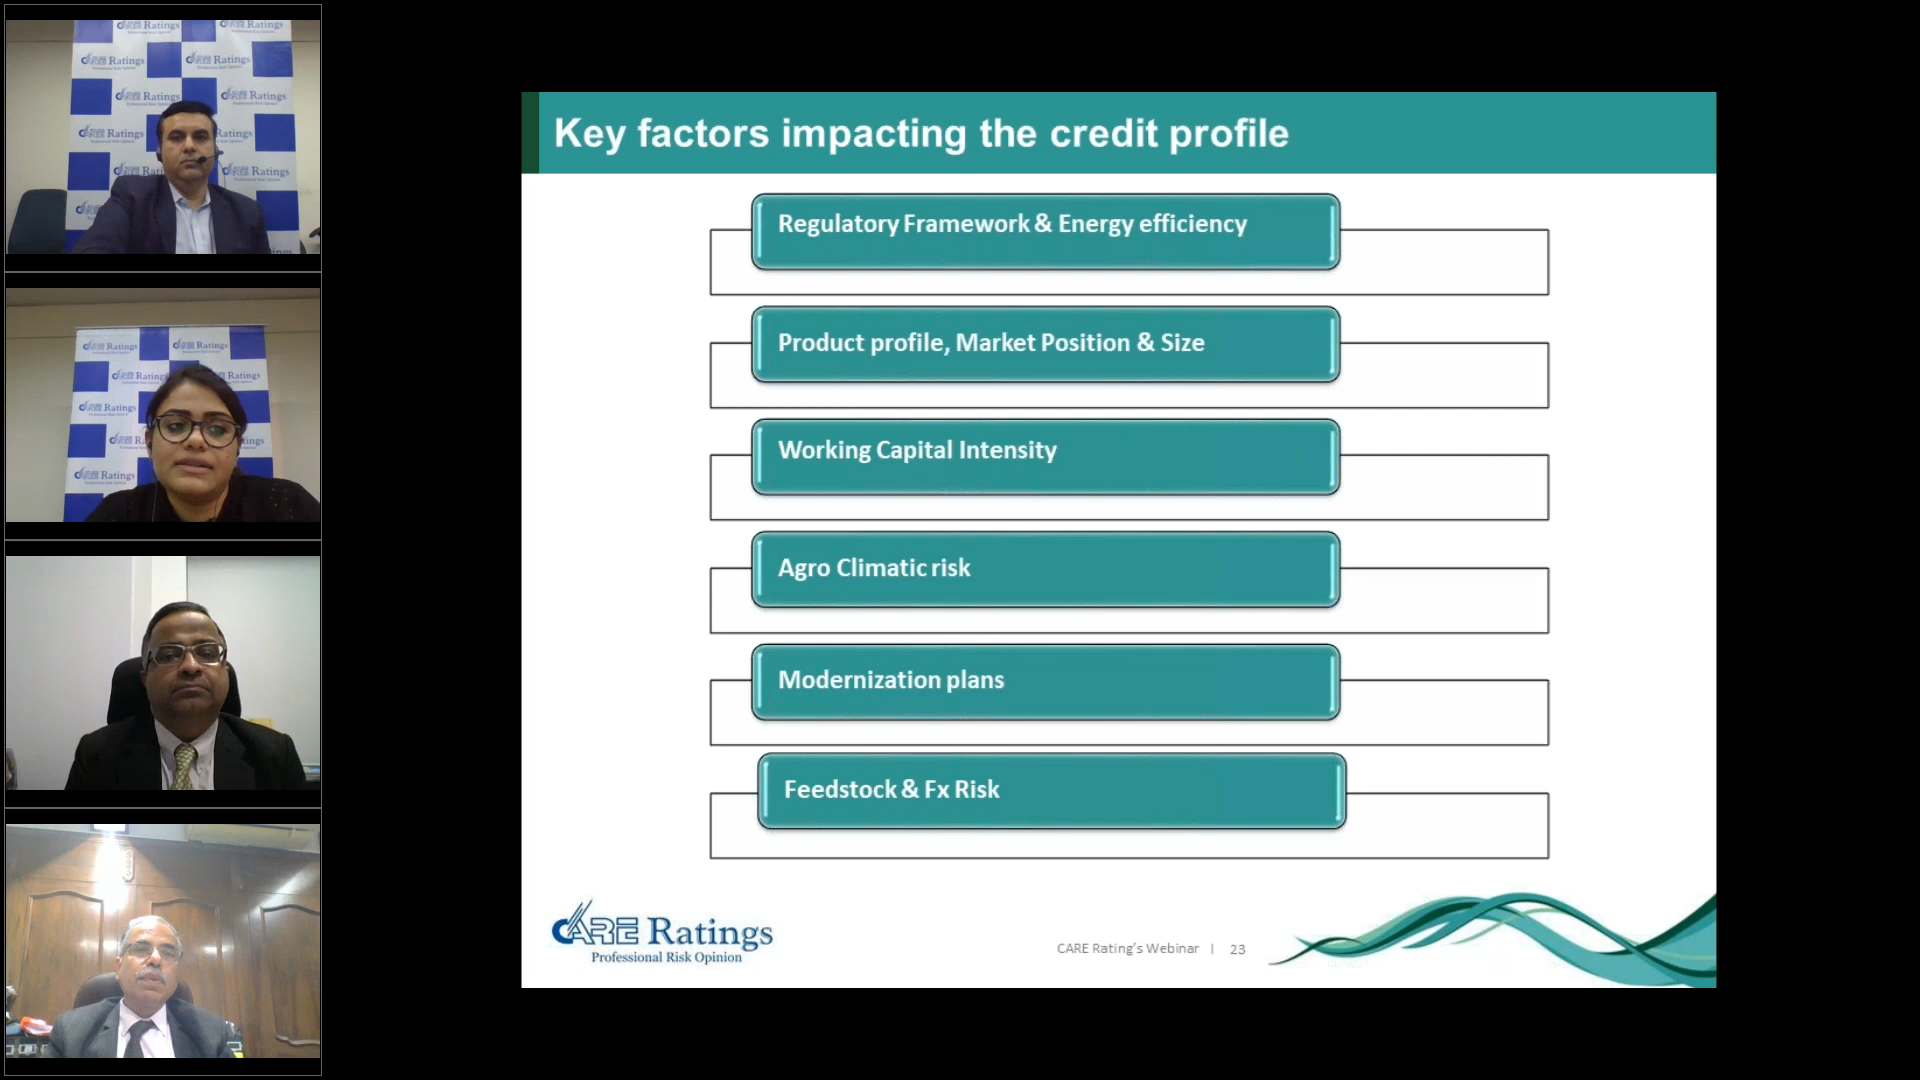 Key factors impacting the credit profile
Regulatory Framework & Energy efficiency
Product profile, Market Position & Size
Working Capital Intensity
Agro Climatic risk
Modernization plans
Feedstock & Fx Risk
CARE Ratings
Professional Risk Opinion
CARE Rating's Webinar | 23